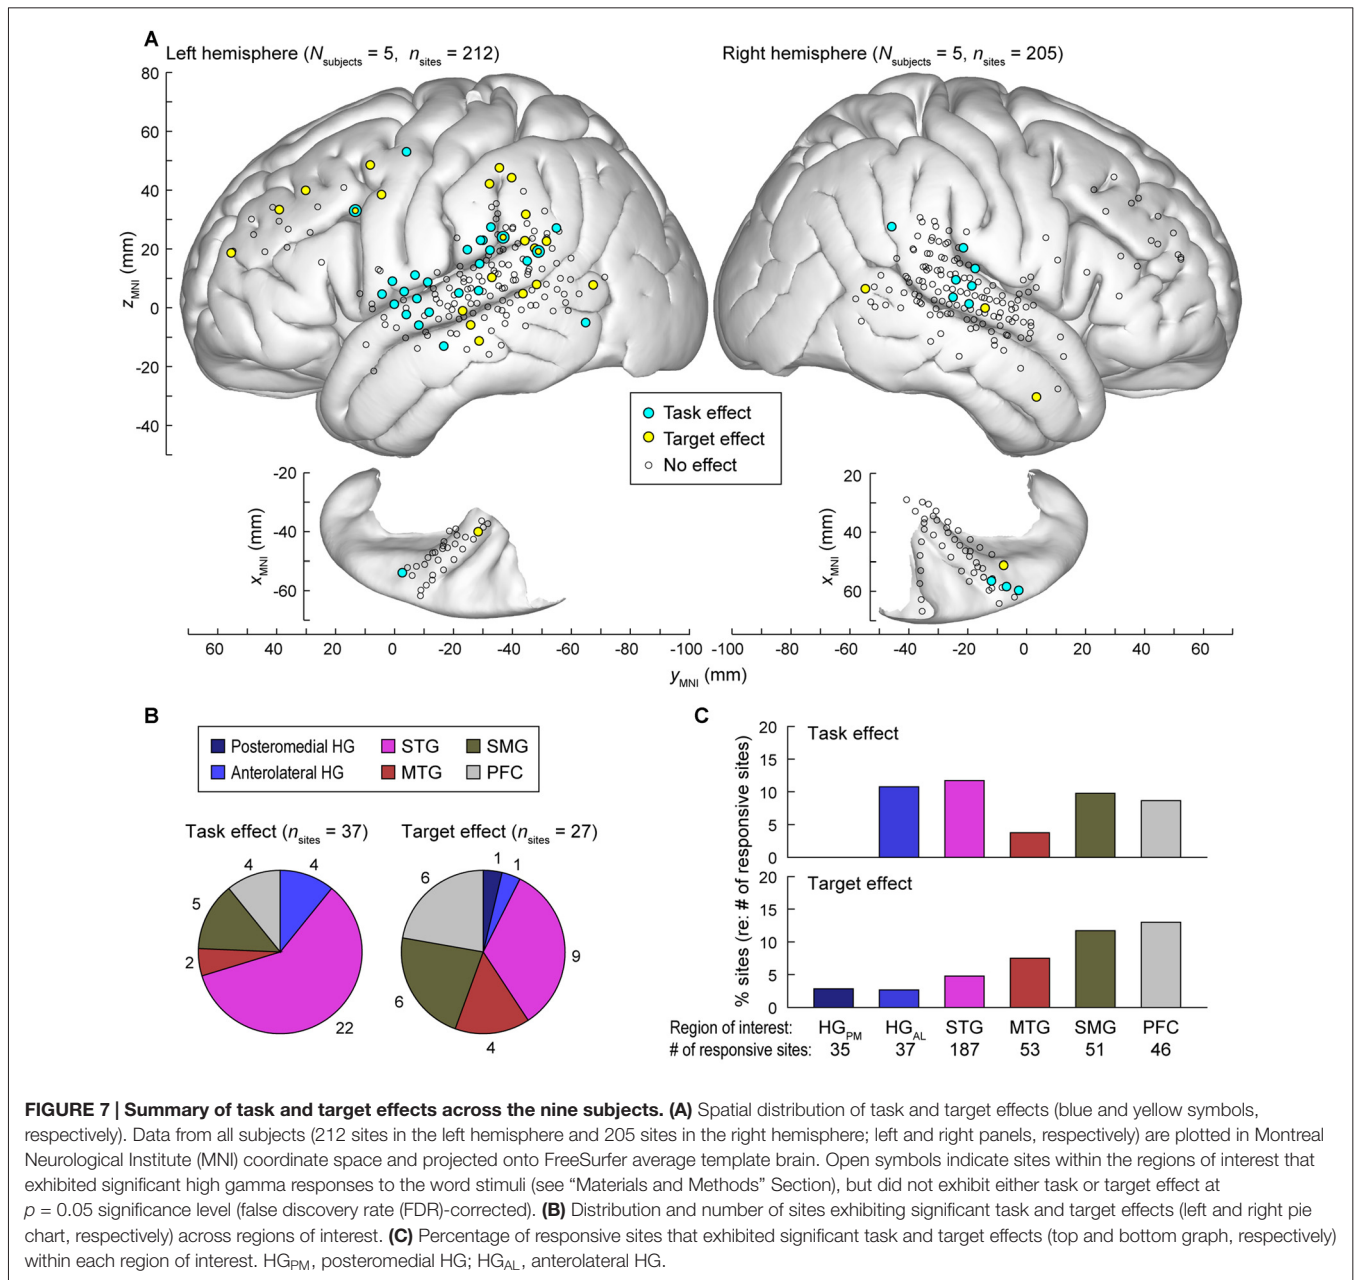 A
Left hemisphere (Nsubjects = 5, nsites = 212)
Right hemisphere (Nsubjects = 5, nsites = 205)
80
60
40
20
0
-20
-40
zMNI (mm)
Task effect
Target effect
No effect
-20
-40
-60
xMNI (mm)
20
40
60
xMNI (mm)
60 40 20 0 -20 -40 -60 -80 -100
-100 -80 -60 -40 -20 0 20 40 60
yMNI (mm)
B
Posteromedial HG STG SMG
Anterolateral HG MTG PFC
Task effect (nsites = 37)
4 4
5
2
22
Target effect (nsites = 27)
1 1
6
9
6
4
C
% sites (re: # of responsive sites)
Task effect
20
15
10
5
0
Target effect
20
15
10
5
0
Region of interest: HGPM HGAL STG MTG SMG PFC
# of responsive sites: 35 37 187 53 51 46
FIGURE 7 | Summary of task and target effects across the nine subjects. (A) Spatial distribution of task and target effects (blue and yellow symbols,
respectively). Data from all subjects (212 sites in the left hemisphere and 205 sites in the right hemisphere; left and right panels, respectively) are plotted in Montreal
Neurological Institute (MNI) coordinate space and projected onto FreeSurfer average template brain. Open symbols indicate sites within the regions of interest that
exhibited significant high gamma responses to the word stimuli (see “Materials and Methods” Section), but did not exhibit either task or target effect at
p = 0.05 significance level (false discovery rate (FDR)-corrected). (B) Distribution and number of sites exhibiting significant task and target effects (left and right pie
chart, respectively) across regions of interest. (C) Percentage of responsive sites that exhibited significant task and target effects (top and bottom graph, respectively)
within each region of interest. HGPM, posteromedial HG; HGAL, anterolateral HG.